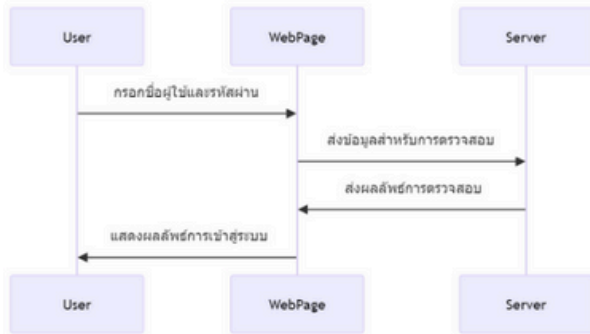 User
WebPage
Server
กรอกชื่อผู้ใช้และรหัสผ่าน
ส่งข้อมูลสำหรับการตรวจสอบ
ส่งผลลัพธ์การตรวจสอบ
แสดงผลลัพธ์การเข้าสู่ระบบ
User
WebPage
Server